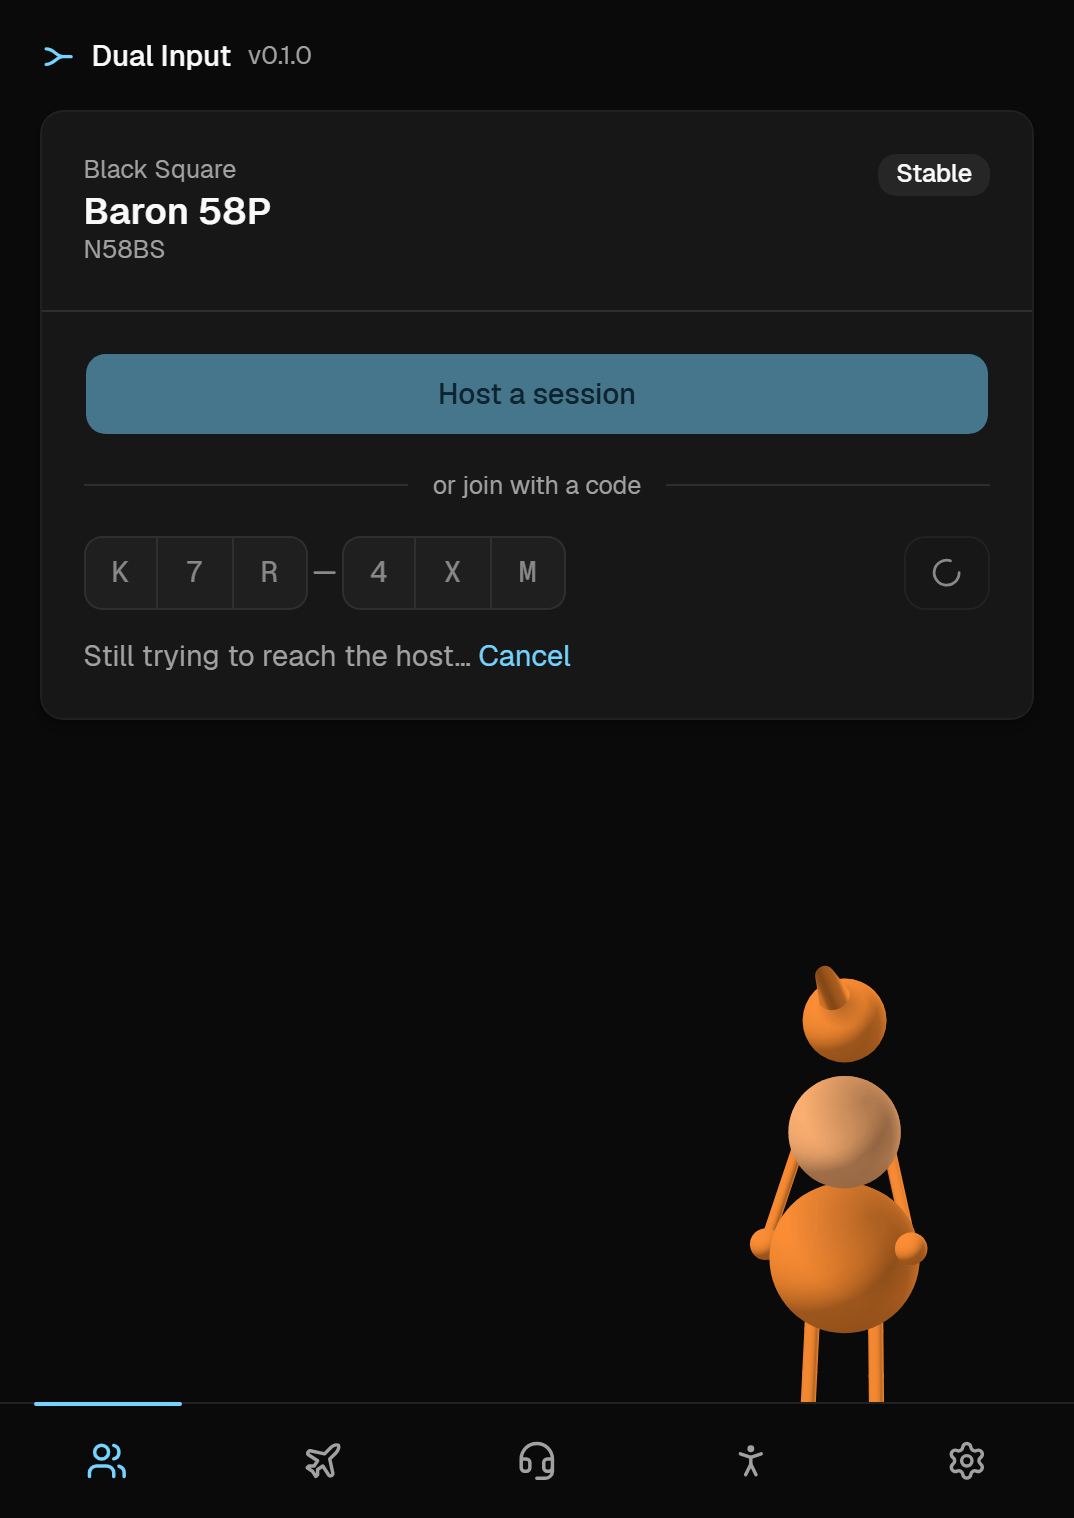 Dual Input v0.1.0
Black Square
Stable
Baron 58P
N58BS
Host a session
or join with a code
K 7 R – 4 X M
Still trying to reach the host... Cancel